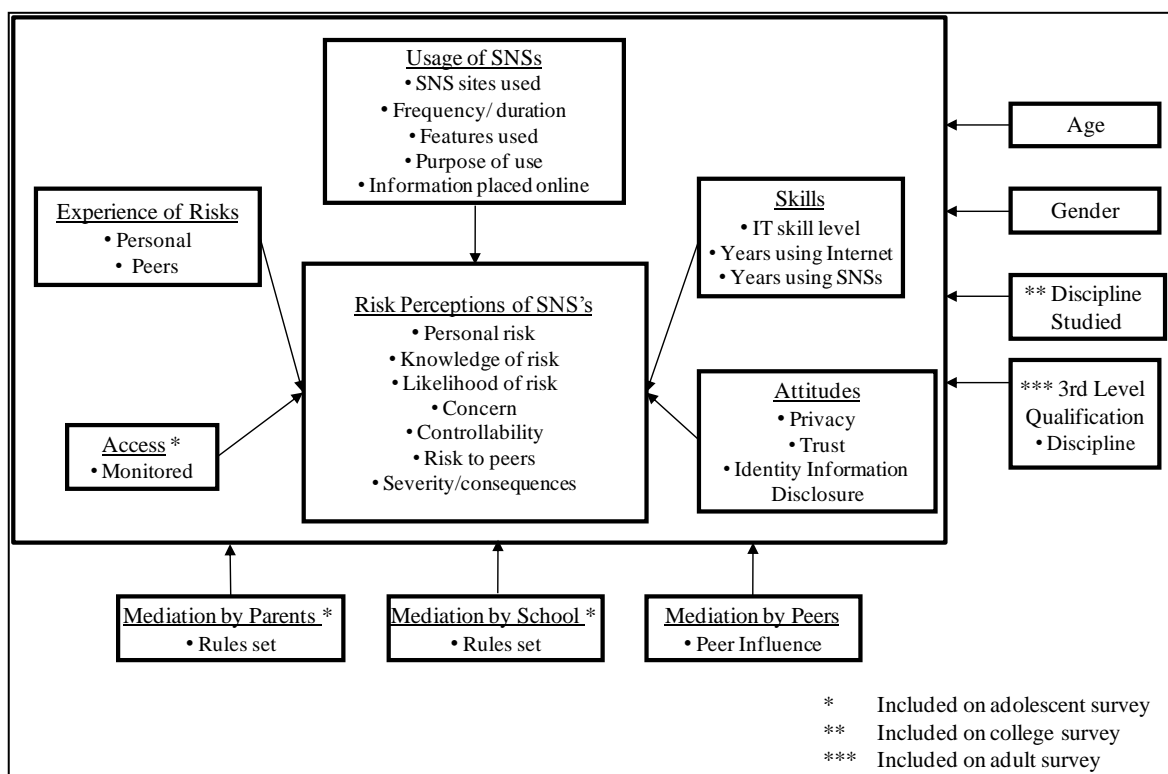 Usage of SNSs
• SNS sites used
• Frequency/ duration
• Features used
• Purpose of use
• Information placed online
Experience of Risks
• Personal
• Peers
Skills
• IT skill level
• Years using Internet
• Years using SNSs
Risk Perceptions of SNS’s
• Personal risk
• Knowledge of risk
• Likelihood of risk
• Concern
• Controllability
• Risk to peers
• Severity/consequences
Access *
• Monitored
Attitudes
• Privacy
• Trust
• Identity Information
Disclosure
Age
Gender
** Discipline
Studied
*** 3rd Level
Qualification
• Discipline
Mediation by Parents *
• Rules set
Mediation by School *
• Rules set
Mediation by Peers
• Peer Influence
* Included on adolescent survey
** Included on college survey
*** Included on adult survey